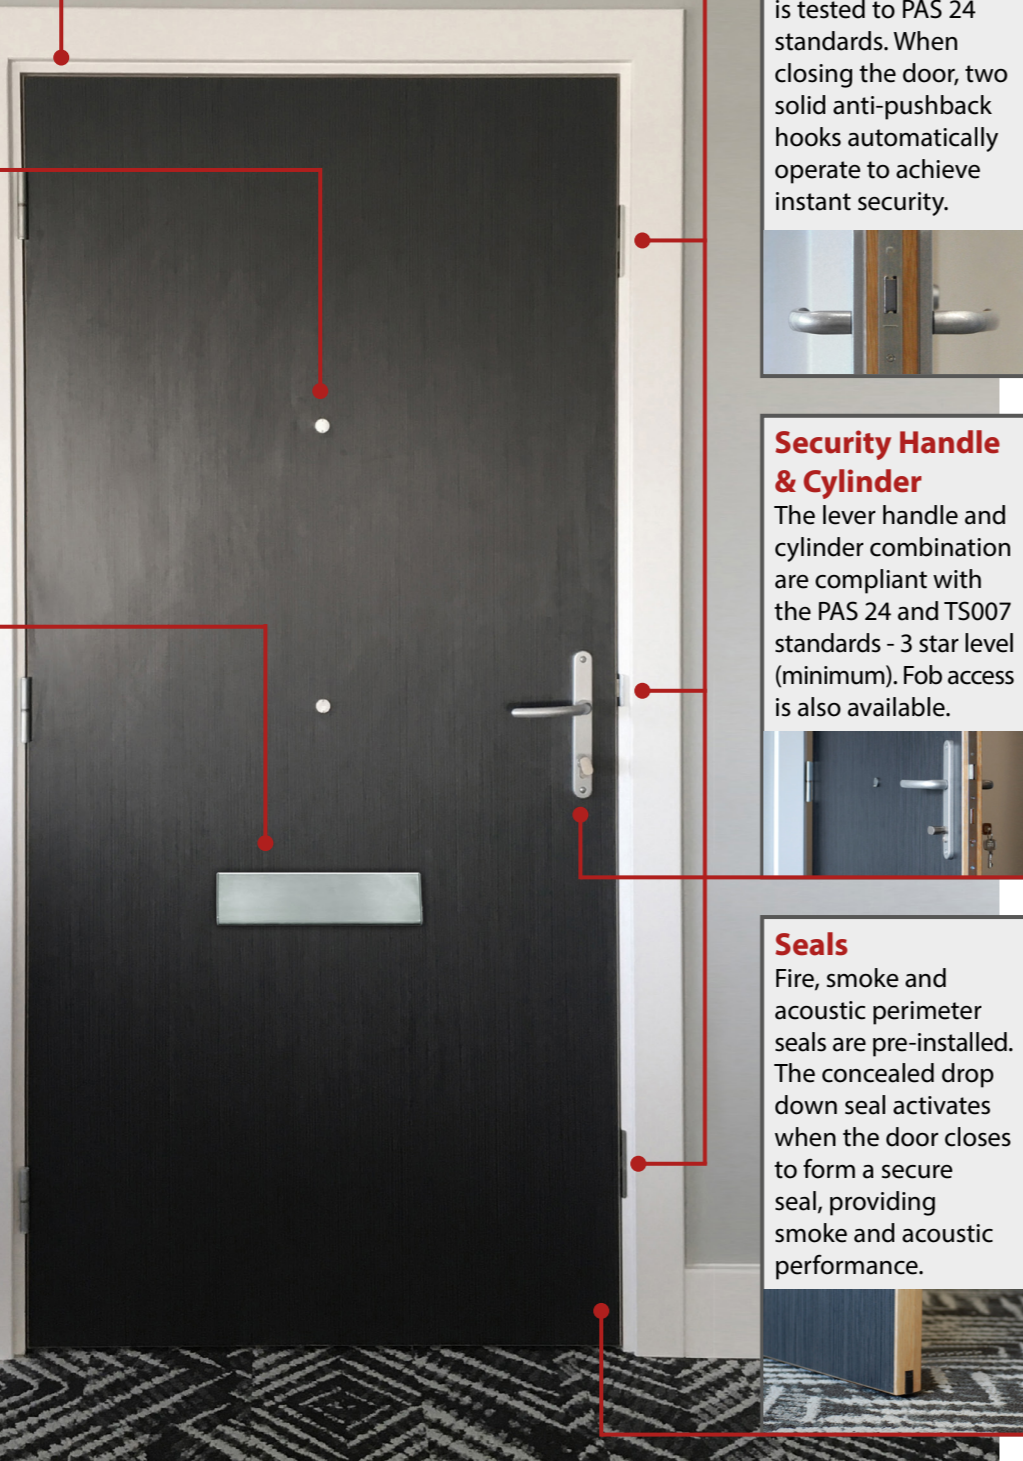 is tested to PAS 24
standards. When
closing the door, two
solid anti-pushback
hooks automatically
operate to achieve
instant security.
Security Handle
& Cylinder
The lever handle and
cylinder combination
are compliant with
the PAS 24 and TS007
standards - 3 star level
(minimum). Fob access
is also available.
Seals
Fire, smoke and
acoustic perimeter
seals are pre-installed.
The concealed drop
down seal activates
when the door closes
to form a secure
seal, providing
smoke and acoustic
performance.